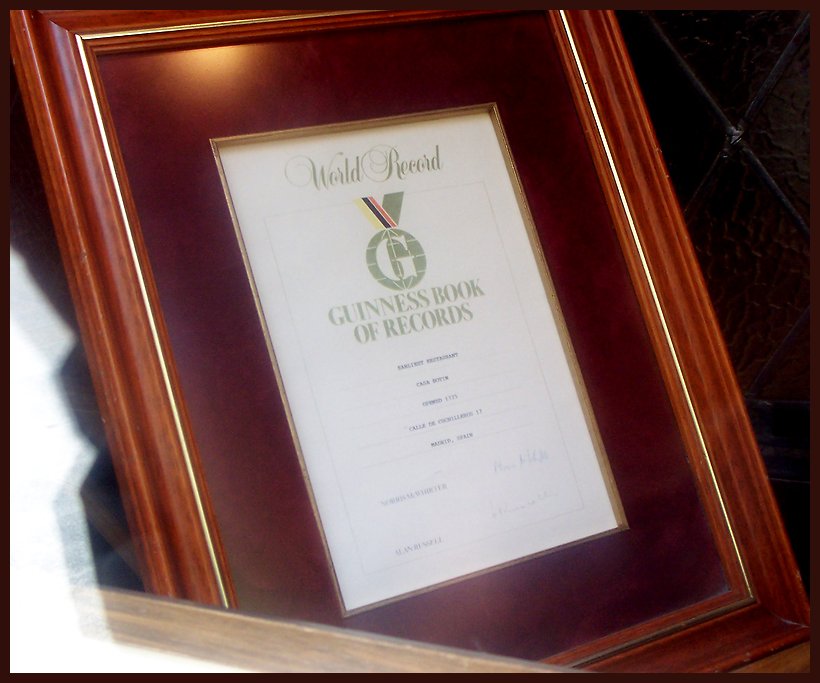 World Record
G
GUINNESS BOOK
OF RECORDS
EARLIEST RESTAURANT
CASA BOTIN
OPENED 1725
CALLE DE CUCHILLEROS 17
MADRID, SPAIN
NORRIS McWHIRTER
ALAN RUSSELL